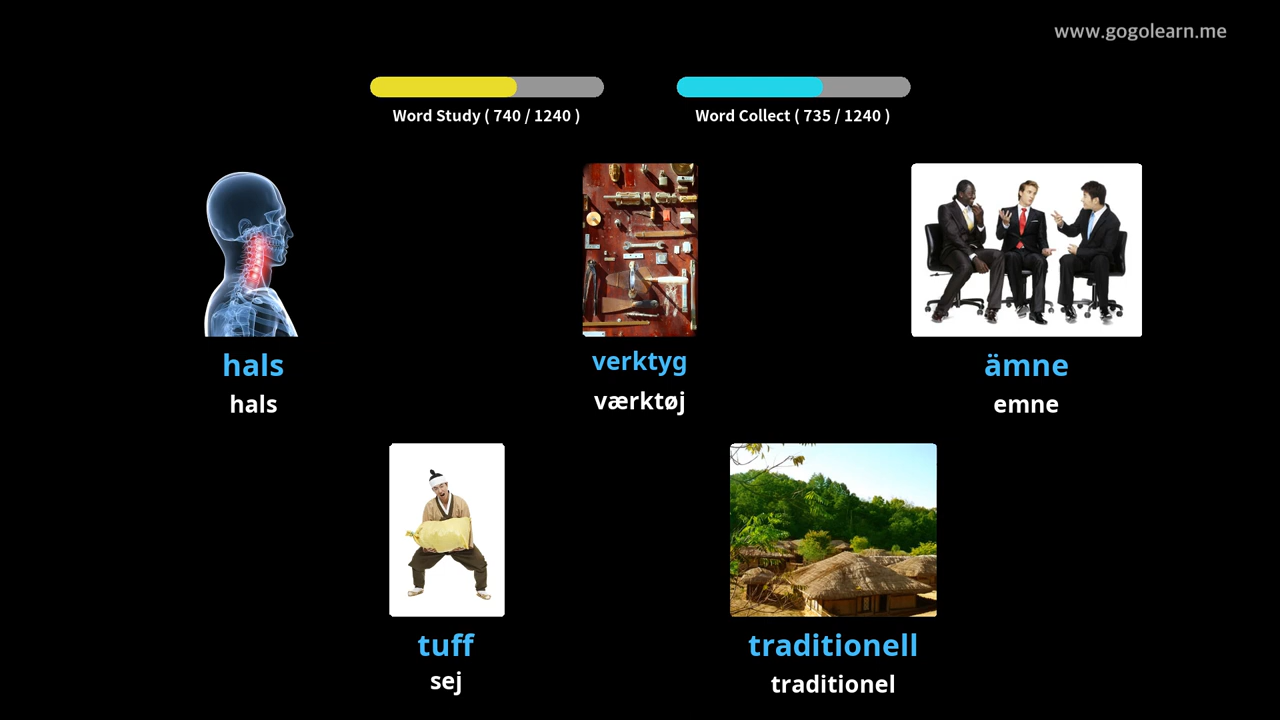 www.gogolearn.me
Word Study ( 740 / 1240 )
Word Collect ( 735 / 1240 )
hals
hals
verktyg
værktøj
ämne
emne
tuff
sej
traditionell
traditionel